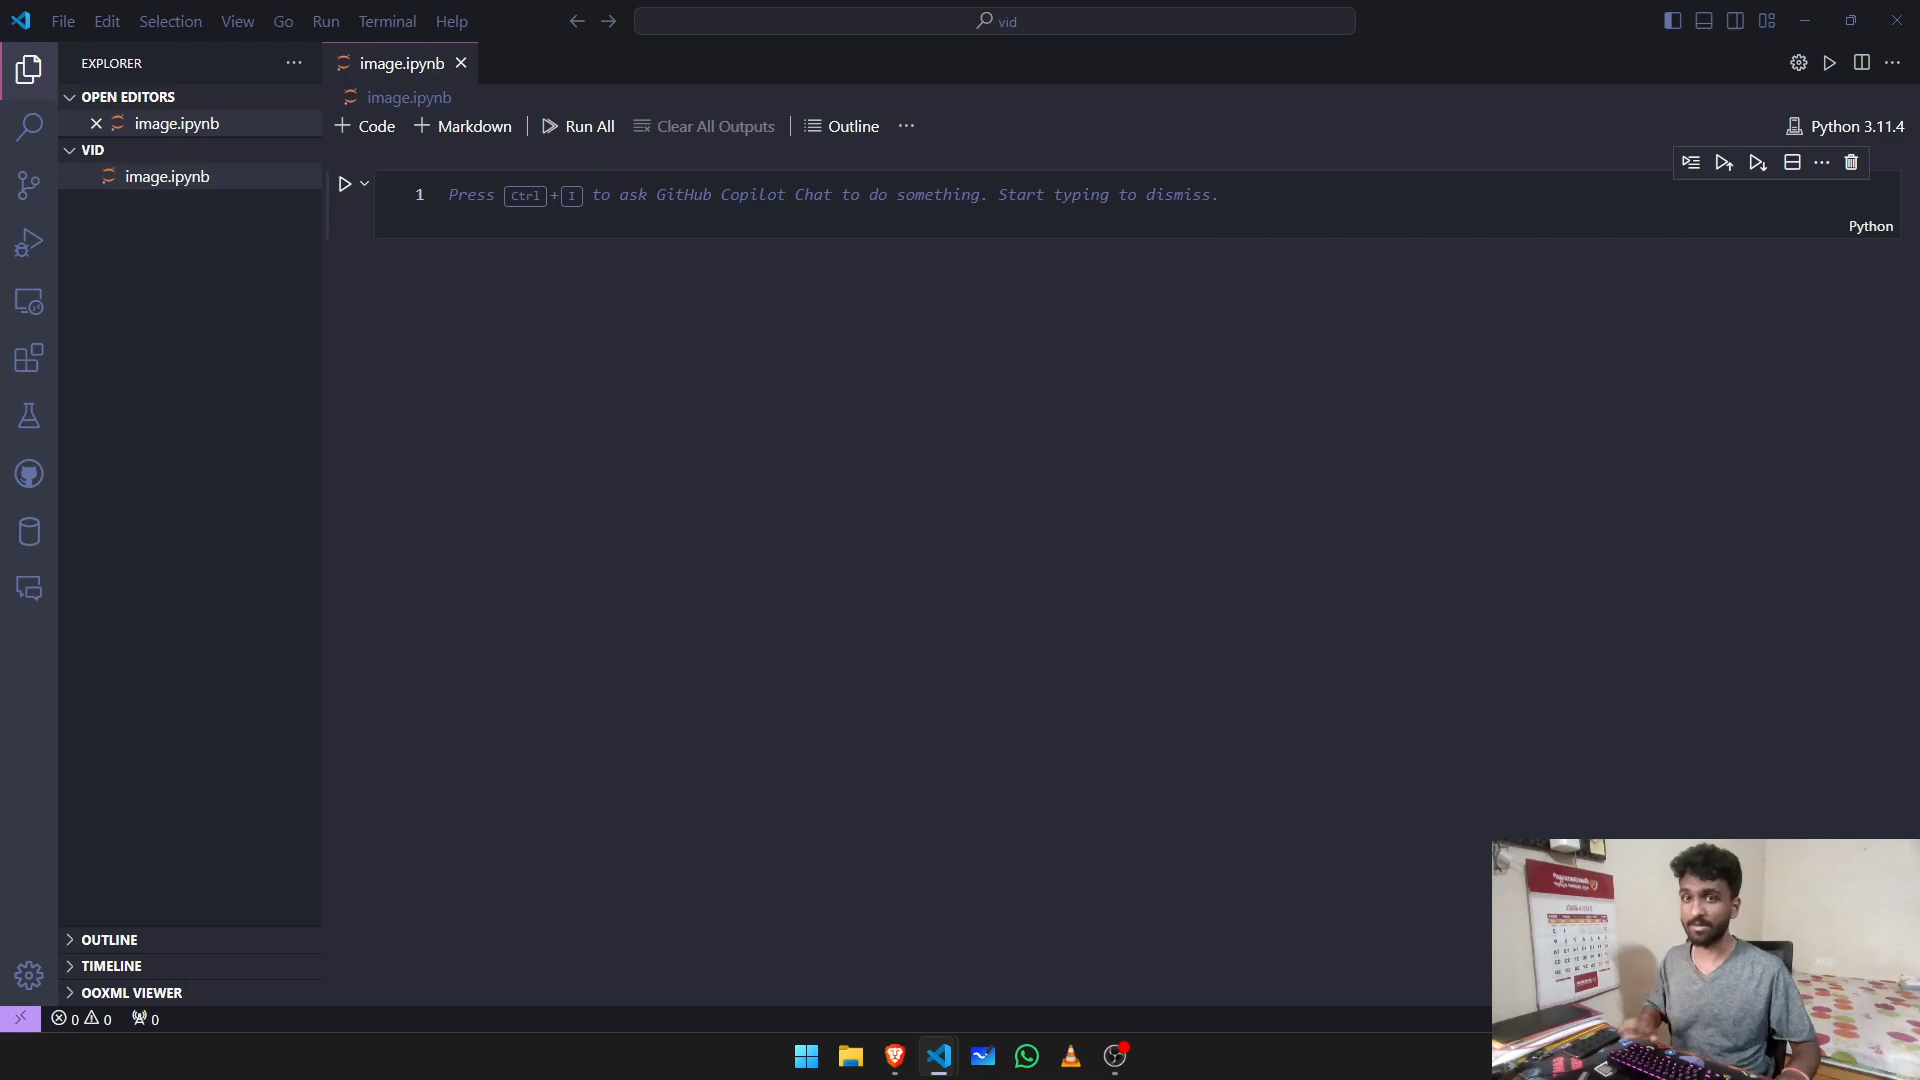 File Edit Selection View Go Run Terminal Help
vid
EXPLORER
OPEN EDITORS
image.ipynb
VID
image.ipynb
OUTLINE
TIMELINE
OOXML VIEWER
image.ipynb
image.ipynb
Code Markdown Run All Clear All Outputs Outline
Python 3.11.4
1 Press Ctrl+I to ask GitHub Copilot Chat to do something. Start typing to dismiss.
Python
0 0 0